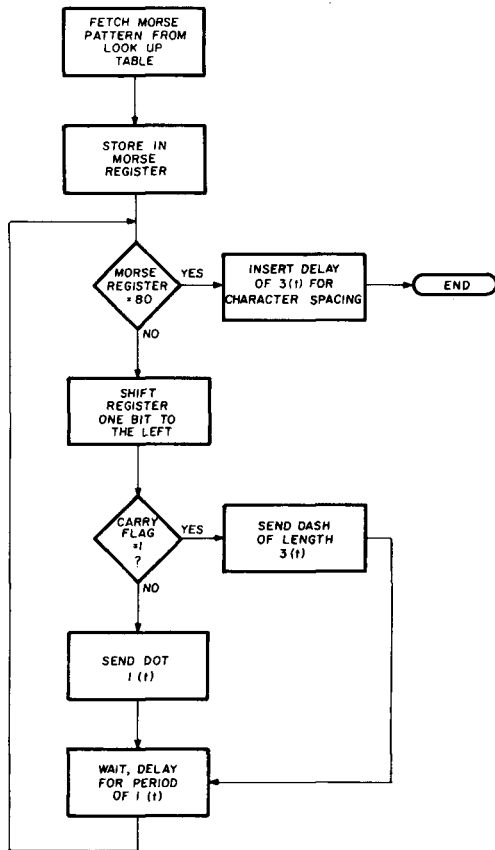 FETCH MORSE
PATTERN FROM
LOOK UP
TABLE
STORE IN
MORSE
REGISTER
MORSE
REGISTER
=80
YES
INSERT DELAY
OF 3(t) FOR
CHARACTER SPACING
END
NO
SHIFT
REGISTER
ONE BIT TO
THE LEFT
CARRY
FLAG
=1
?
YES
SEND DASH
OF LENGTH
3(t)
NO
SEND DOT
1(t)
WAIT, DELAY
FOR PERIOD
OF 1(t)